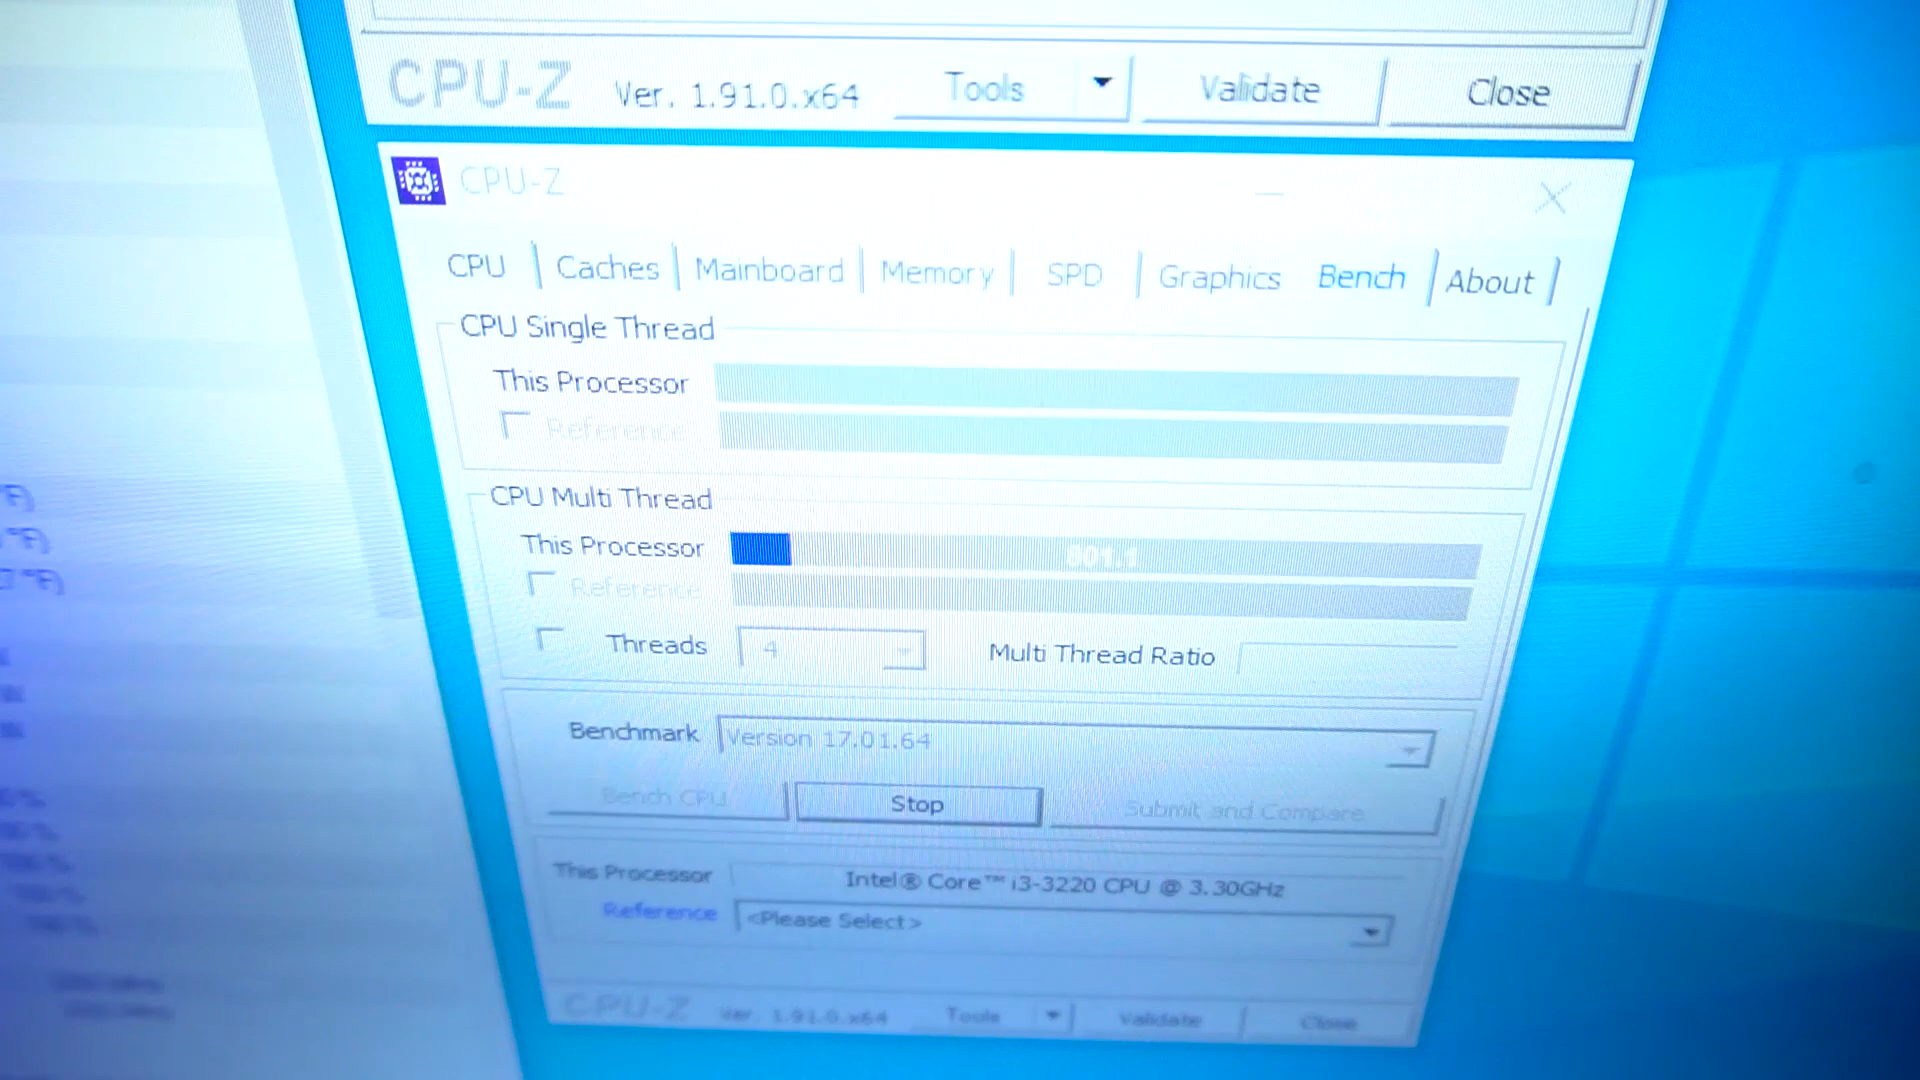 CPU-Z Ver. 1.91.0.x64 Tools Validate Close
CPU-Z
CPU Caches Mainboard Memory SPD Graphics Bench About
CPU Single Thread
This Processor
Reference
CPU Multi Thread
This Processor 801.1
Reference
Threads 4 Multi Thread Ratio
Benchmark Version 17.01.64
Bench CPU Stop Submit and Compare
This Processor Intel® Core™ i3-3220 CPU @ 3.30GHz
Reference <Please Select>
CPU-Z Ver. 1.91.0.x64 Tools Validate Close
°F)
°F)
7 °F)